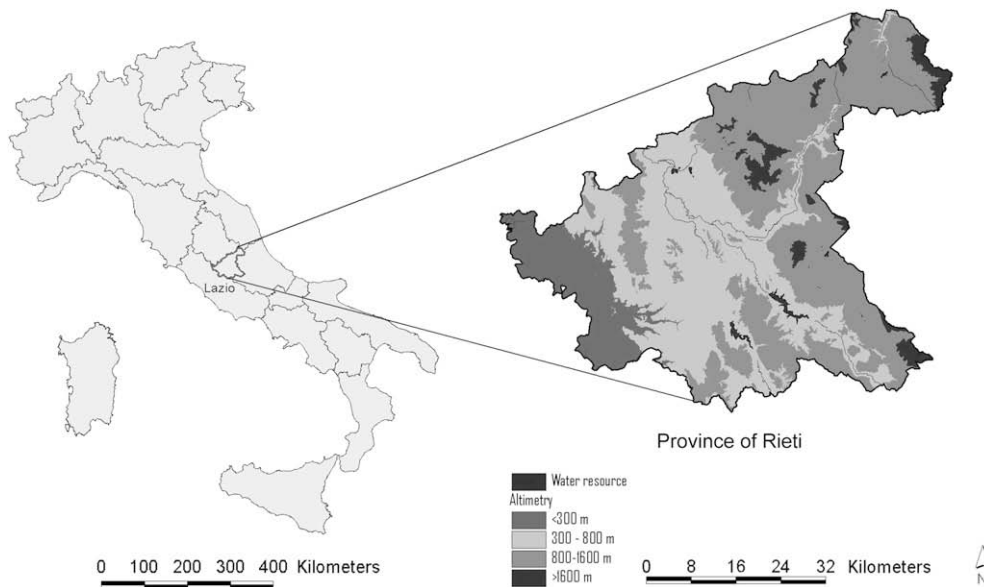 Lazio
Province of Rieti
Water resource
Altimetry
<300 m
300 - 800 m
800-1600 m
>1600 m
0 100 200 300 400 Kilometers
0 8 16 24 32 Kilometers
N